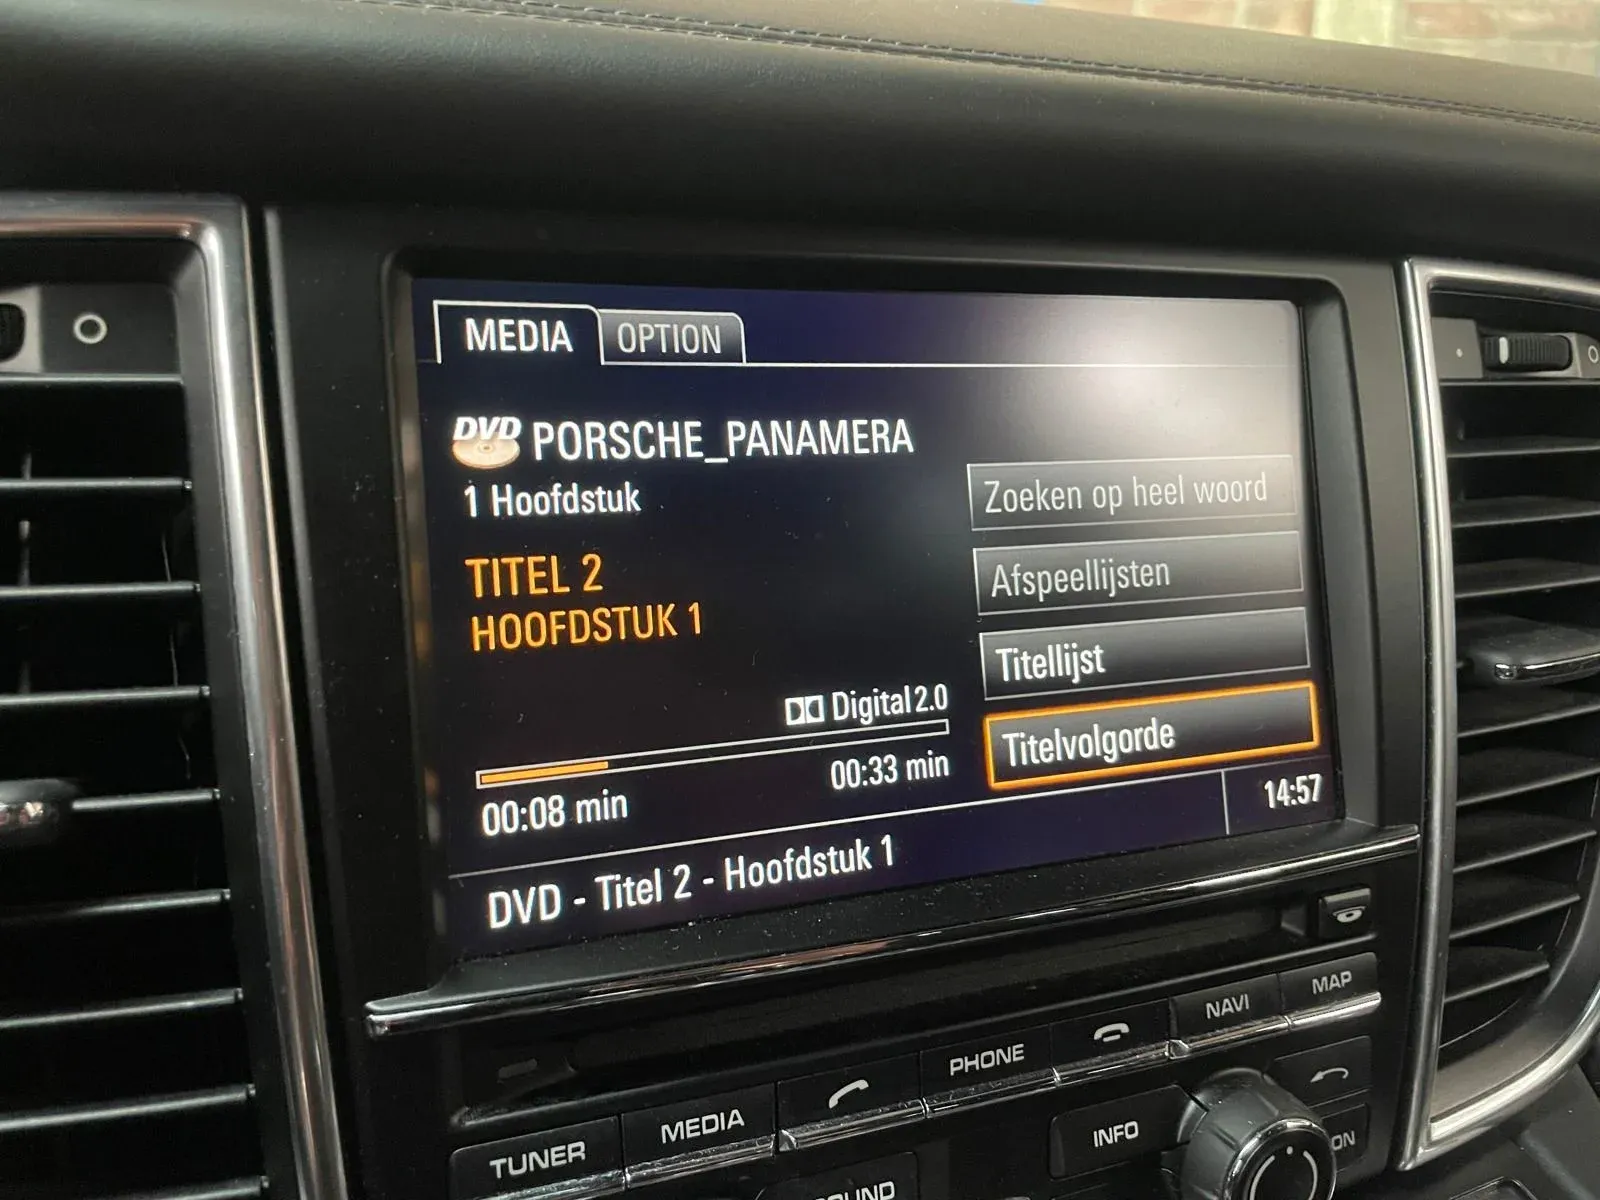 MEDIA OPTION
DVD PORSCHE_PANAMERA
1 Hoofdstuk
TITEL 2
HOOFDSTUK 1
Digital 2.0
00:08 min 00:33 min
Zoeken op heel woord
Afspeellijsten
Titellijst
Titelvolgorde
DVD - Titel 2 - Hoofdstuk 1
14:57
TUNER MEDIA PHONE NAVI MAP
INFO